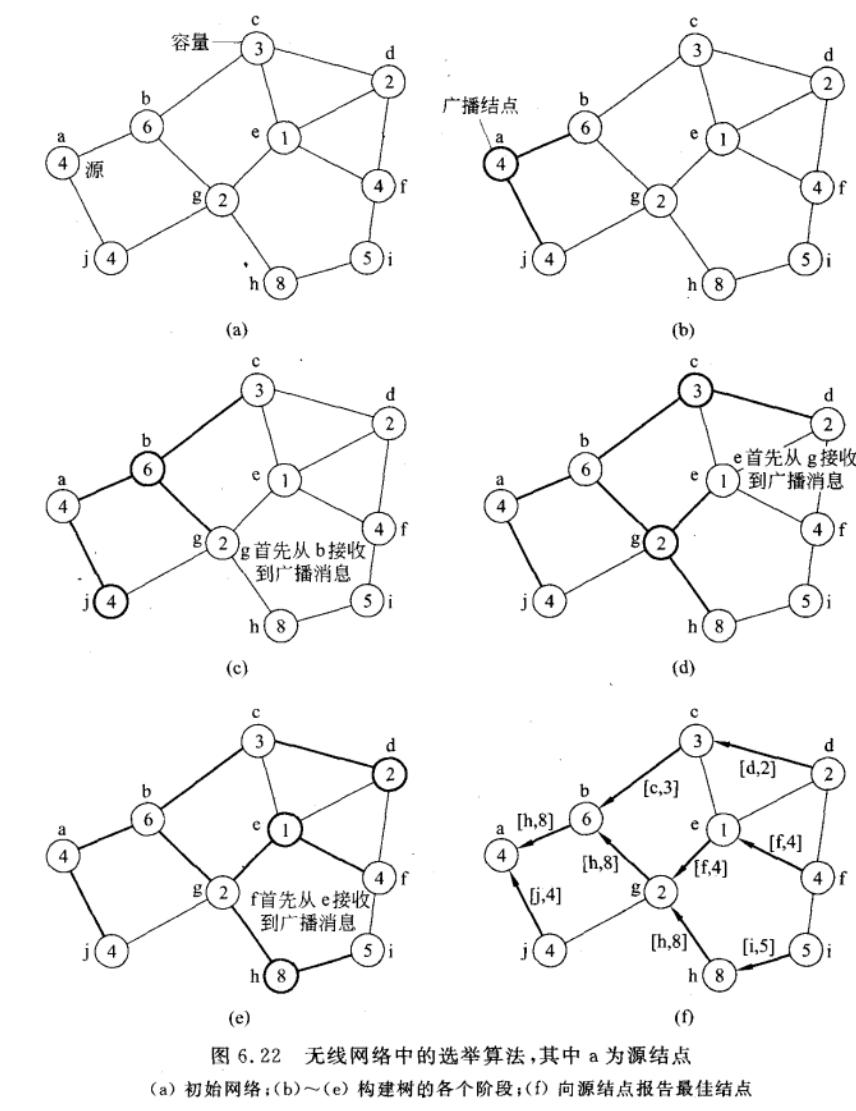 c
容量
3
d
2
b
6
a
4
源
e
1
4
f
g
2
j
4
h
8
5
i
(a)
c
3
d
2
广播结点
b
6
a
4
e
1
4
f
g
2
j
4
h
8
5
i
(b)
c
3
d
2
b
6
a
4
e
1
4
f
g
2
g首先从b接收
到广播消息
j
4
h
8
5
i
(c)
c
3
d
2
b
6
a
4
e
1
e首先从g接收
到广播消息
4
f
g
2
j
4
h
8
5
i
(d)
c
3
d
2
b
6
a
4
e
1
4
f
g
2
f首先从e接收
到广播消息
j
4
h
8
5
i
(e)
c
3
d
2
[d,2]
[c,3]
b
6
[h,8]
a
4
e
1
[f,4]
4
f
[h,8]
[f,4]
g
2
[j,4]
j
4
[h,8]
[i,5]
h
8
5
i
(f)
图 6.22 无线网络中的选举算法,其中 a 为源结点
(a) 初始网络;(b)~(e) 构建树的各个阶段;(f) 向源结点报告最佳结点